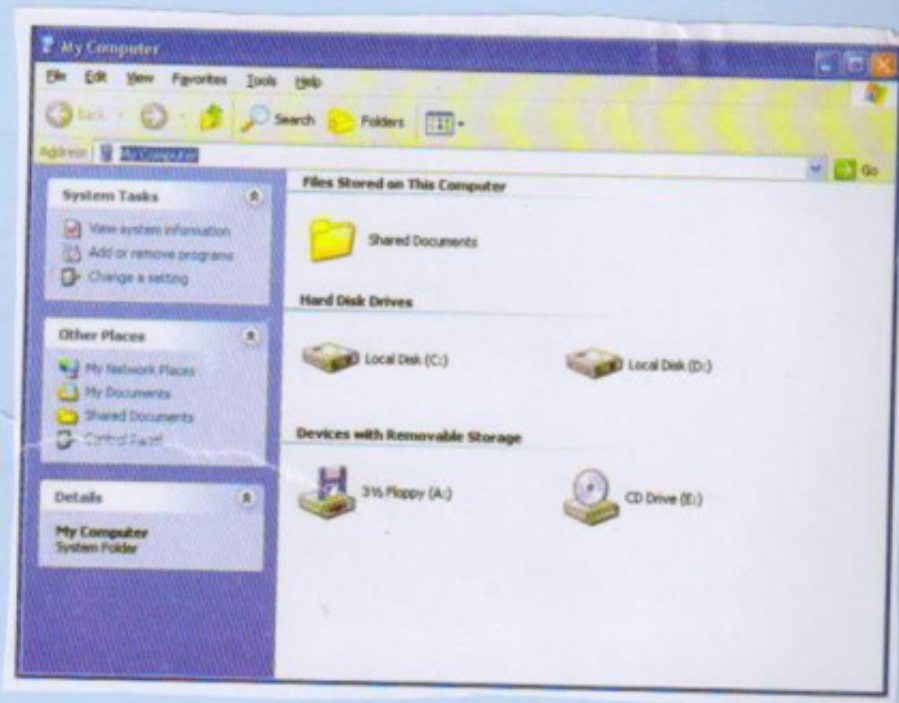 My Computer
File Edit View Favorites Tools Help
Back Search Folders
Address My Computer Go
System Tasks
View system information
Add or remove programs
Change a setting
Other Places
My Network Places
My Documents
Shared Documents
Control Panel
Details
My Computer
System Folder
Files Stored on This Computer
Shared Documents
Hard Disk Drives
Local Disk (C:) Local Disk (D:)
Devices with Removable Storage
3½ Floppy (A:) CD Drive (E:)